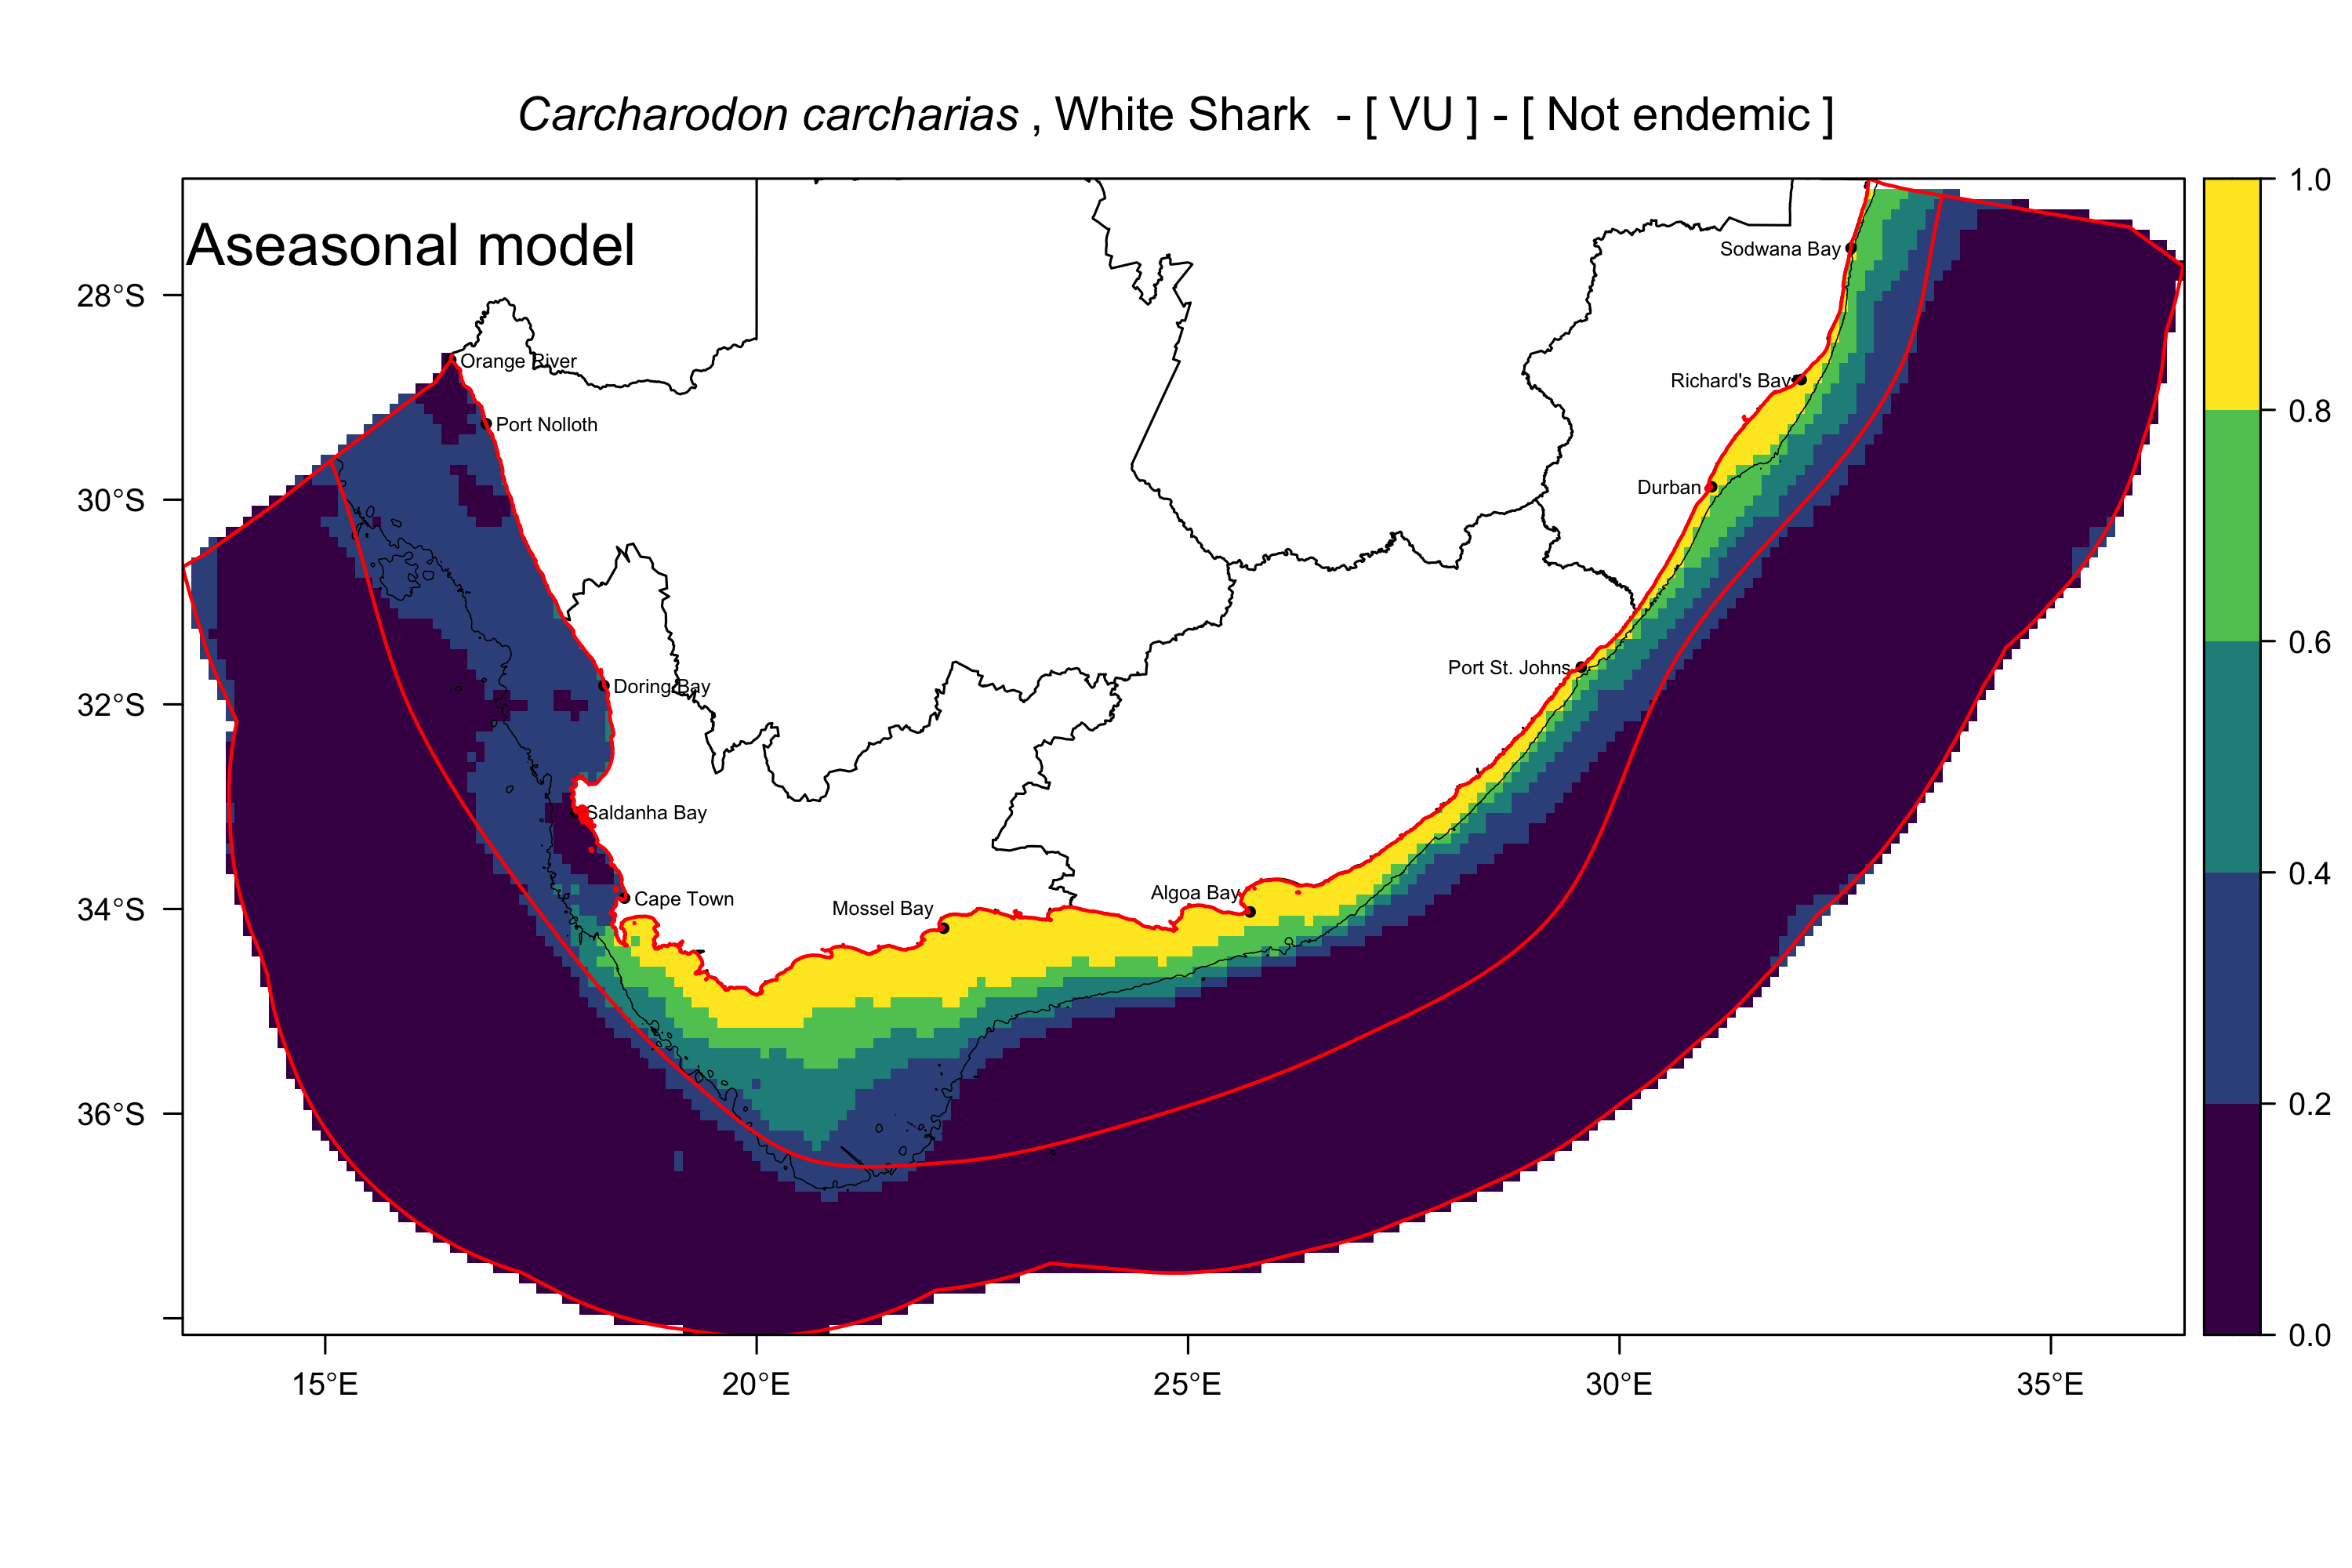 Carcharodon carcharias , White Shark - [ VU ] - [ Not endemic ]
Aseasonal model
1.0
0.8
0.6
0.4
0.2
0.0
28°S
30°S
32°S
34°S
36°S
Sodwana Bay
Orange River
Richard's Bay
Port Nolloth
Durban
Port St. Johns
Doring Bay
Saldanha Bay
Algoa Bay
Cape Town
Mossel Bay
15°E
20°E
25°E
30°E
35°E